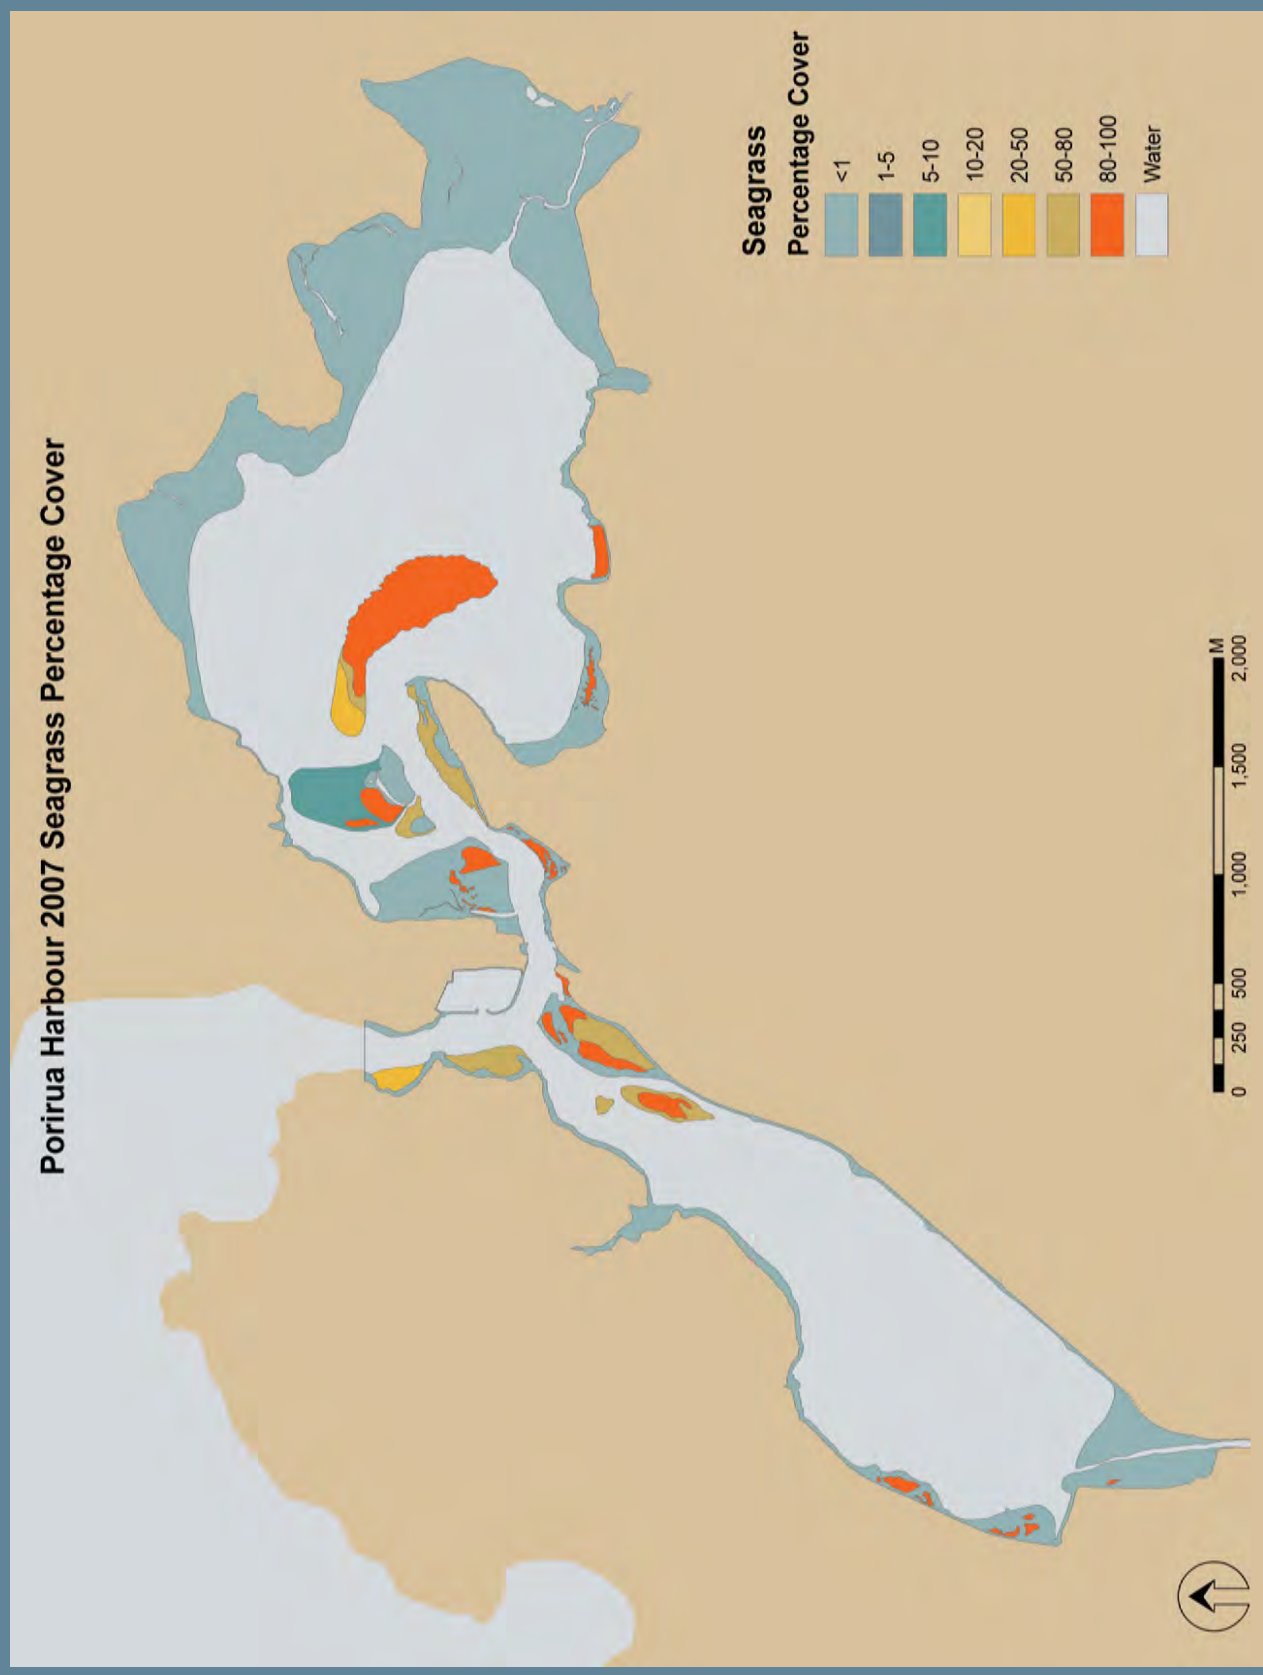 Porirua Harbour 2007 Seagrass Percentage Cover
Seagrass
Percentage Cover
<1
1-5
5-10
10-20
20-50
50-80
80-100
Water
0 250 500 1,000 1,500 2,000
M